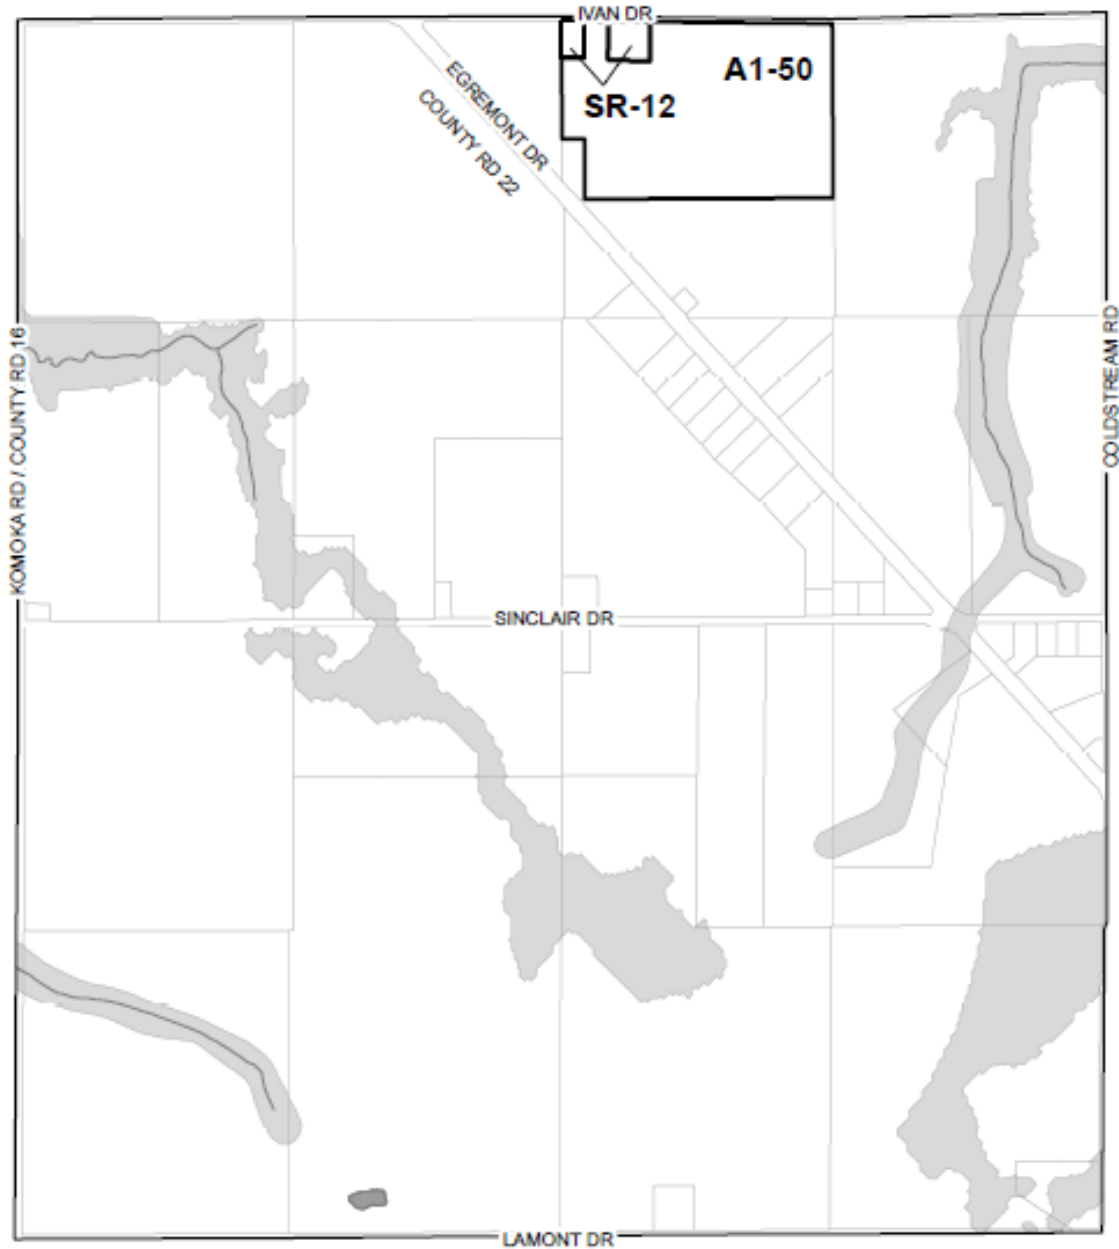 IVAN DR
A1-50
SR-12
EGREMONT DR
COUNTY RD 22
KOMOKA RD / COUNTY RD 16
COLDSTREAM RD
SINCLAIR DR
LAMONT DR